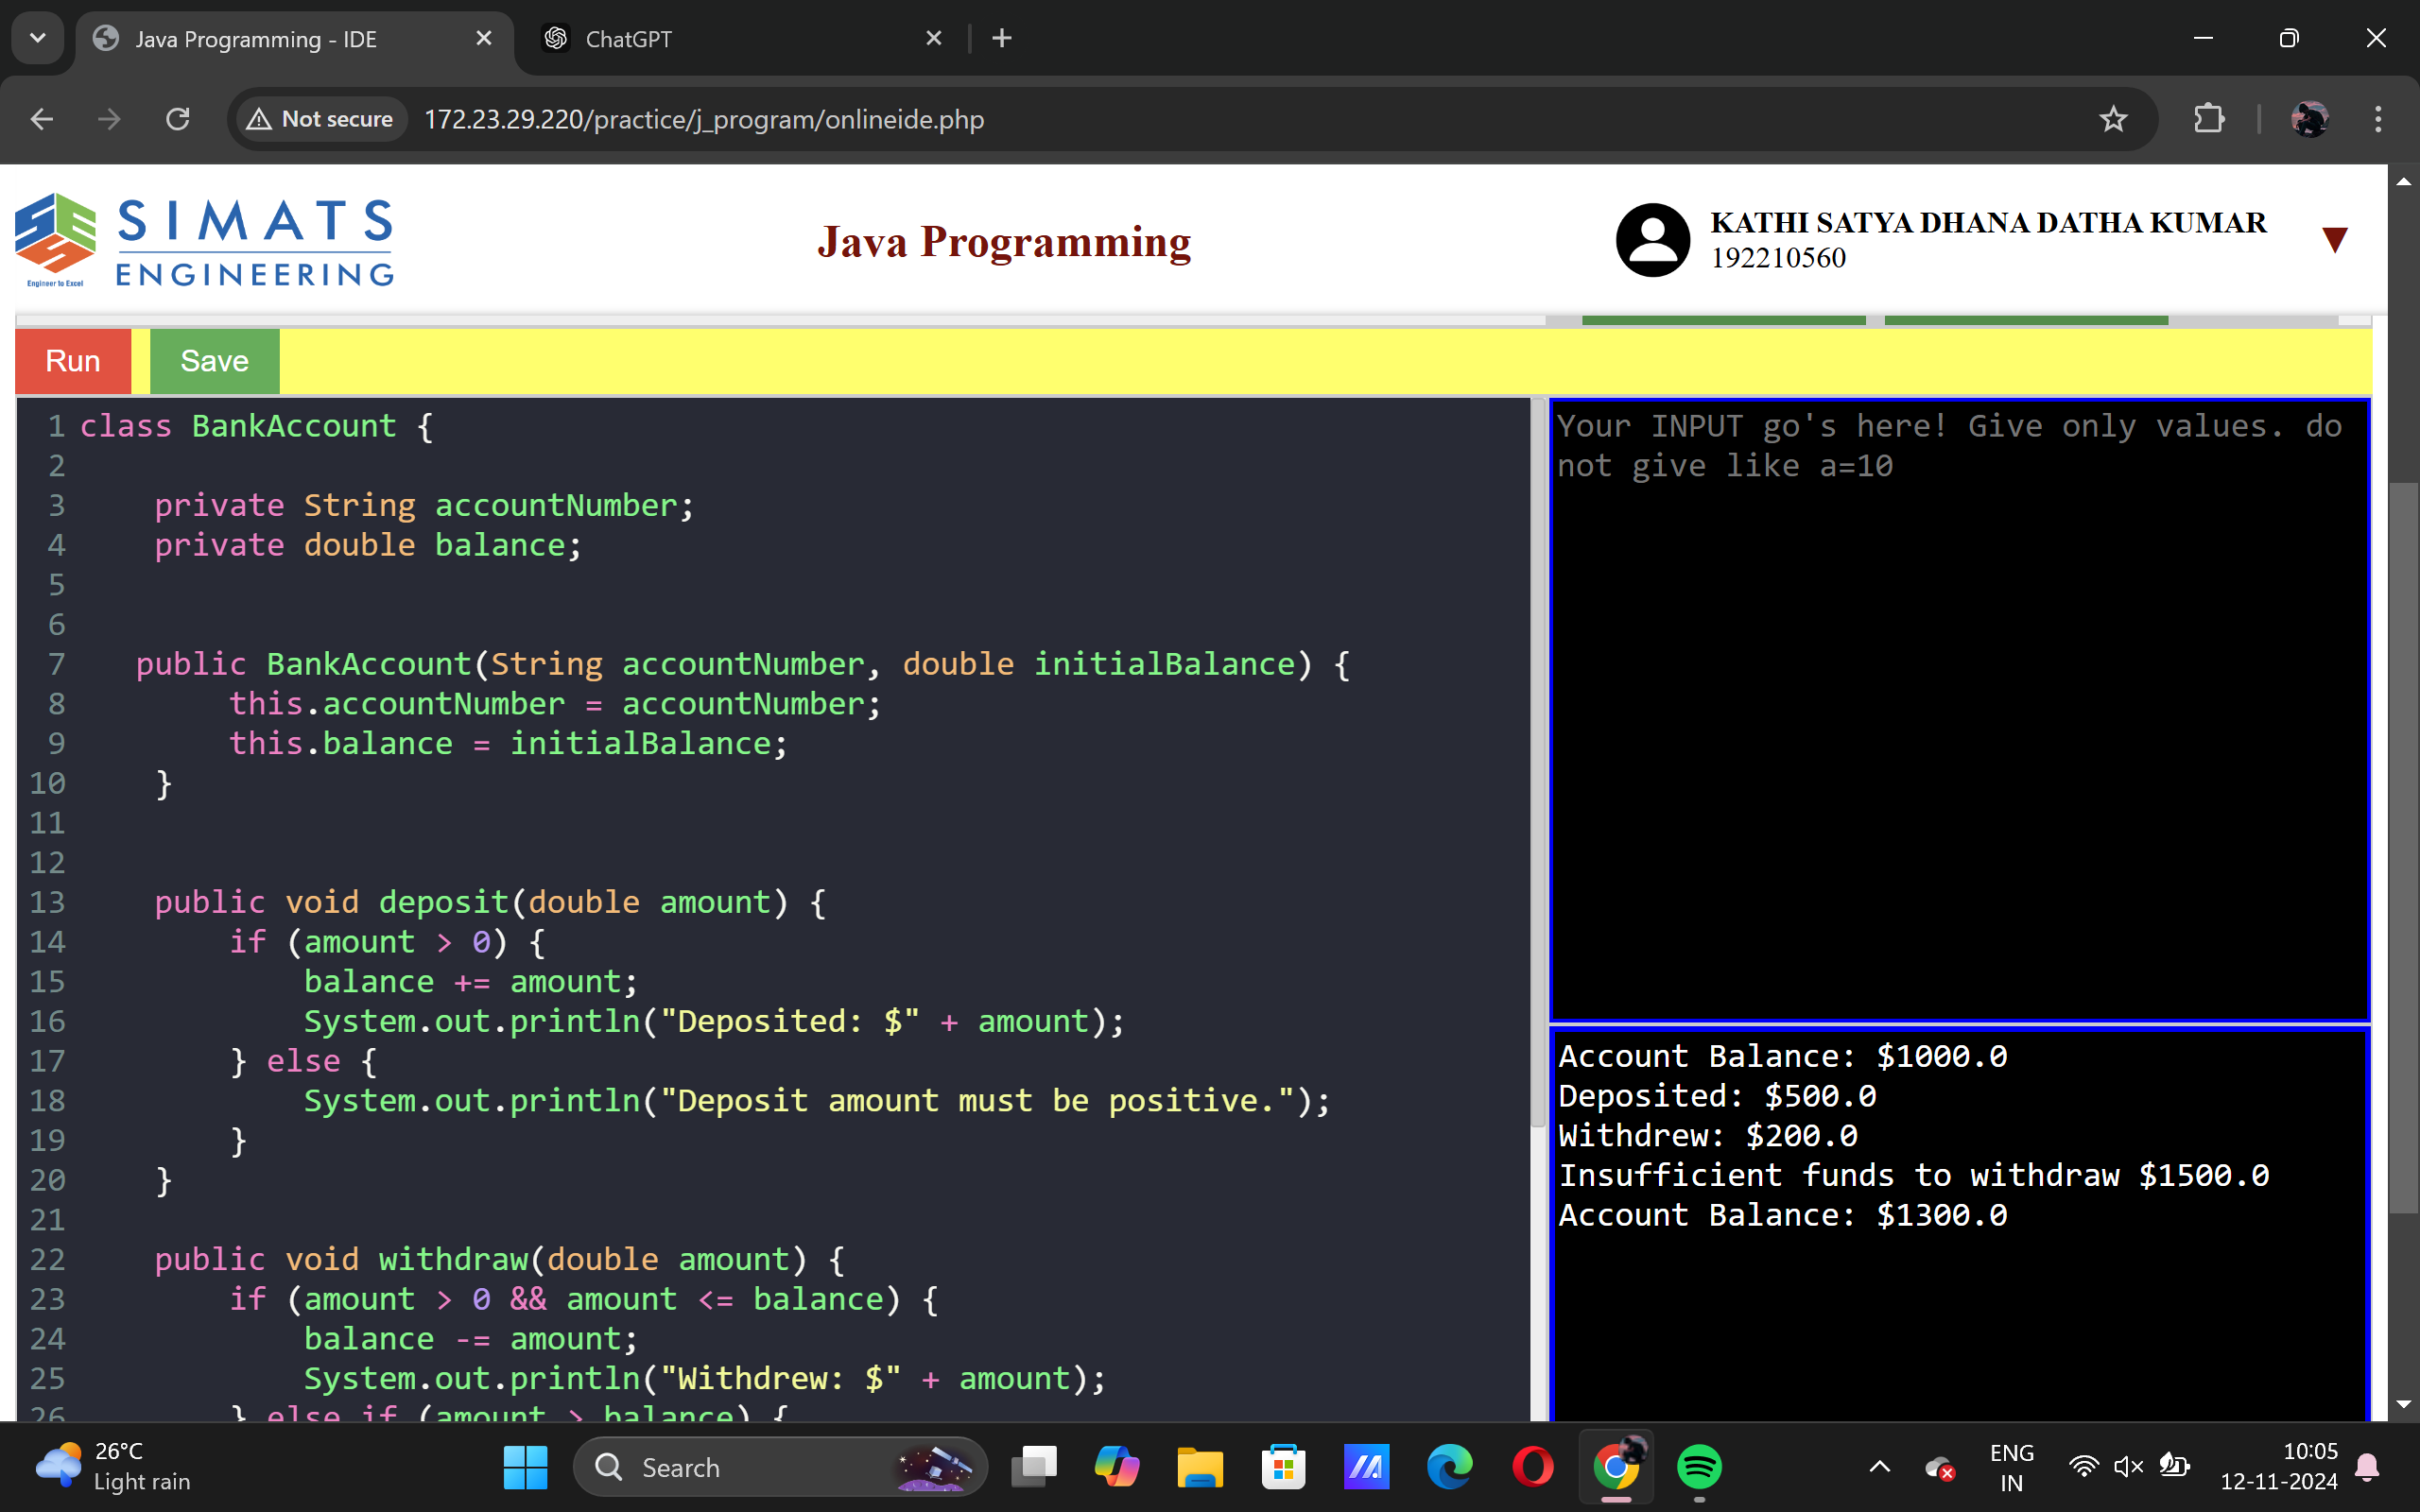 Java Programming - IDE
ChatGPT
Not secure
172.23.29.220/practice/j_program/onlineide.php
SIMATS
ENGINEERING
Engineer to Excel
Java Programming
KATHI SATYA DHANA DATHA KUMAR
192210560
Run
Save
1 class BankAccount {
2
3     private String accountNumber;
4     private double balance;
5
6
7    public BankAccount(String accountNumber, double initialBalance) {
8         this.accountNumber = accountNumber;
9         this.balance = initialBalance;
10     }
11
12
13     public void deposit(double amount) {
14         if (amount > 0) {
15             balance += amount;
16             System.out.println("Deposited: $" + amount);
17         } else {
18             System.out.println("Deposit amount must be positive.");
19         }
20     }
21
22     public void withdraw(double amount) {
23         if (amount > 0 && amount <= balance) {
24             balance -= amount;
25             System.out.println("Withdrew: $" + amount);
26         } else if (amount > balance) {
Your INPUT go's here! Give only values. do
not give like a=10
Account Balance: $1000.0
Deposited: $500.0
Withdrew: $200.0
Insufficient funds to withdraw $1500.0
Account Balance: $1300.0
26°C
Light rain
Search
ENG
IN
10:05
12-11-2024